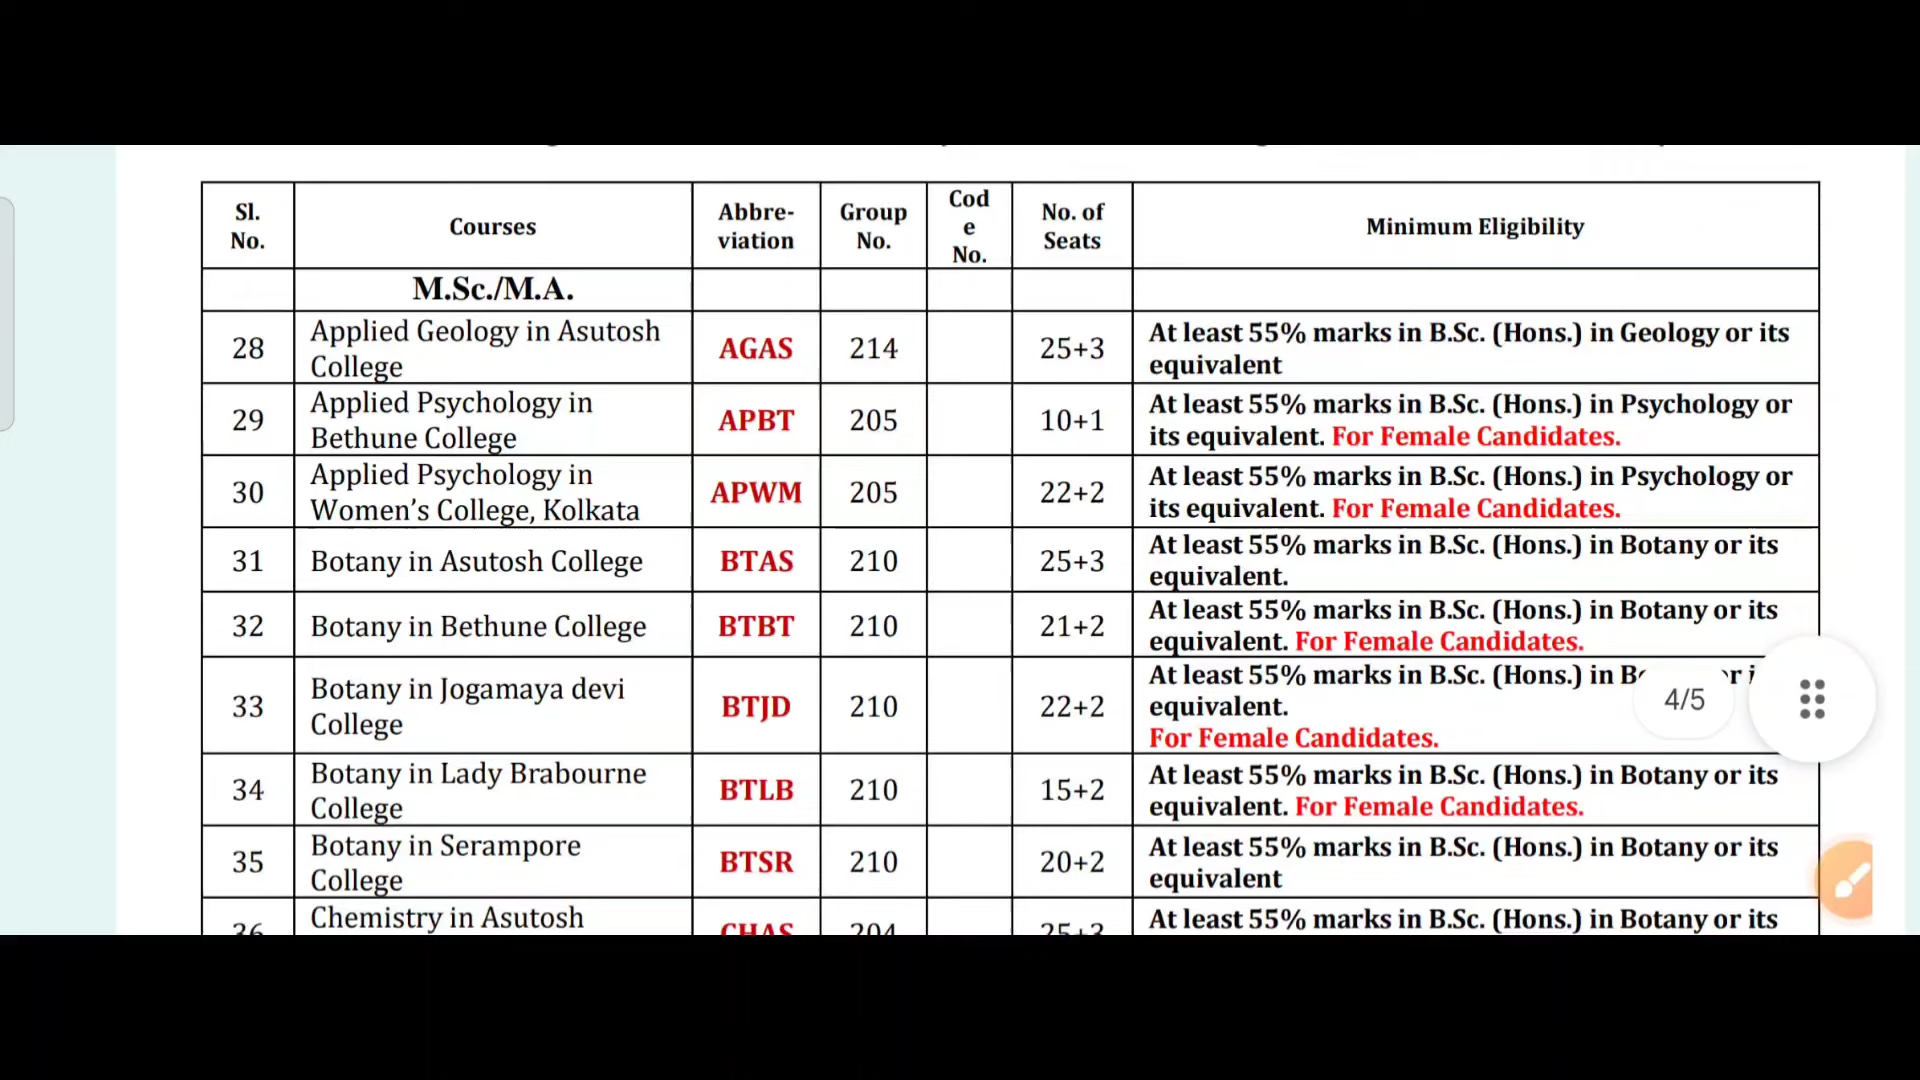 Sl. No. Courses Abbre-viation Group No. Cod e No. No. of Seats Minimum Eligibility
M.Sc./M.A.
28 Applied Geology in Asutosh College AGAS 214 25+3 At least 55% marks in B.Sc. (Hons.) in Geology or its equivalent
29 Applied Psychology in Bethune College APBT 205 10+1 At least 55% marks in B.Sc. (Hons.) in Psychology or its equivalent. For Female Candidates.
30 Applied Psychology in Women’s College, Kolkata APWM 205 22+2 At least 55% marks in B.Sc. (Hons.) in Psychology or its equivalent. For Female Candidates.
31 Botany in Asutosh College BTAS 210 25+3 At least 55% marks in B.Sc. (Hons.) in Botany or its equivalent.
32 Botany in Bethune College BTBT 210 21+2 At least 55% marks in B.Sc. (Hons.) in Botany or its equivalent. For Female Candidates.
33 Botany in Jogamaya devi College BTJD 210 22+2 At least 55% marks in B.Sc. (Hons.) in equivalent. For Female Candidates.
4/5
34 Botany in Lady Brabourne College BTLB 210 15+2 At least 55% marks in B.Sc. (Hons.) in Botany or its equivalent. For Female Candidates.
35 Botany in Serampore College BTSR 210 20+2 At least 55% marks in B.Sc. (Hons.) in Botany or its equivalent
36 Chemistry in Asutosh CHAS 204 25+3 At least 55% marks in B.Sc. (Hons.) in Botany or its